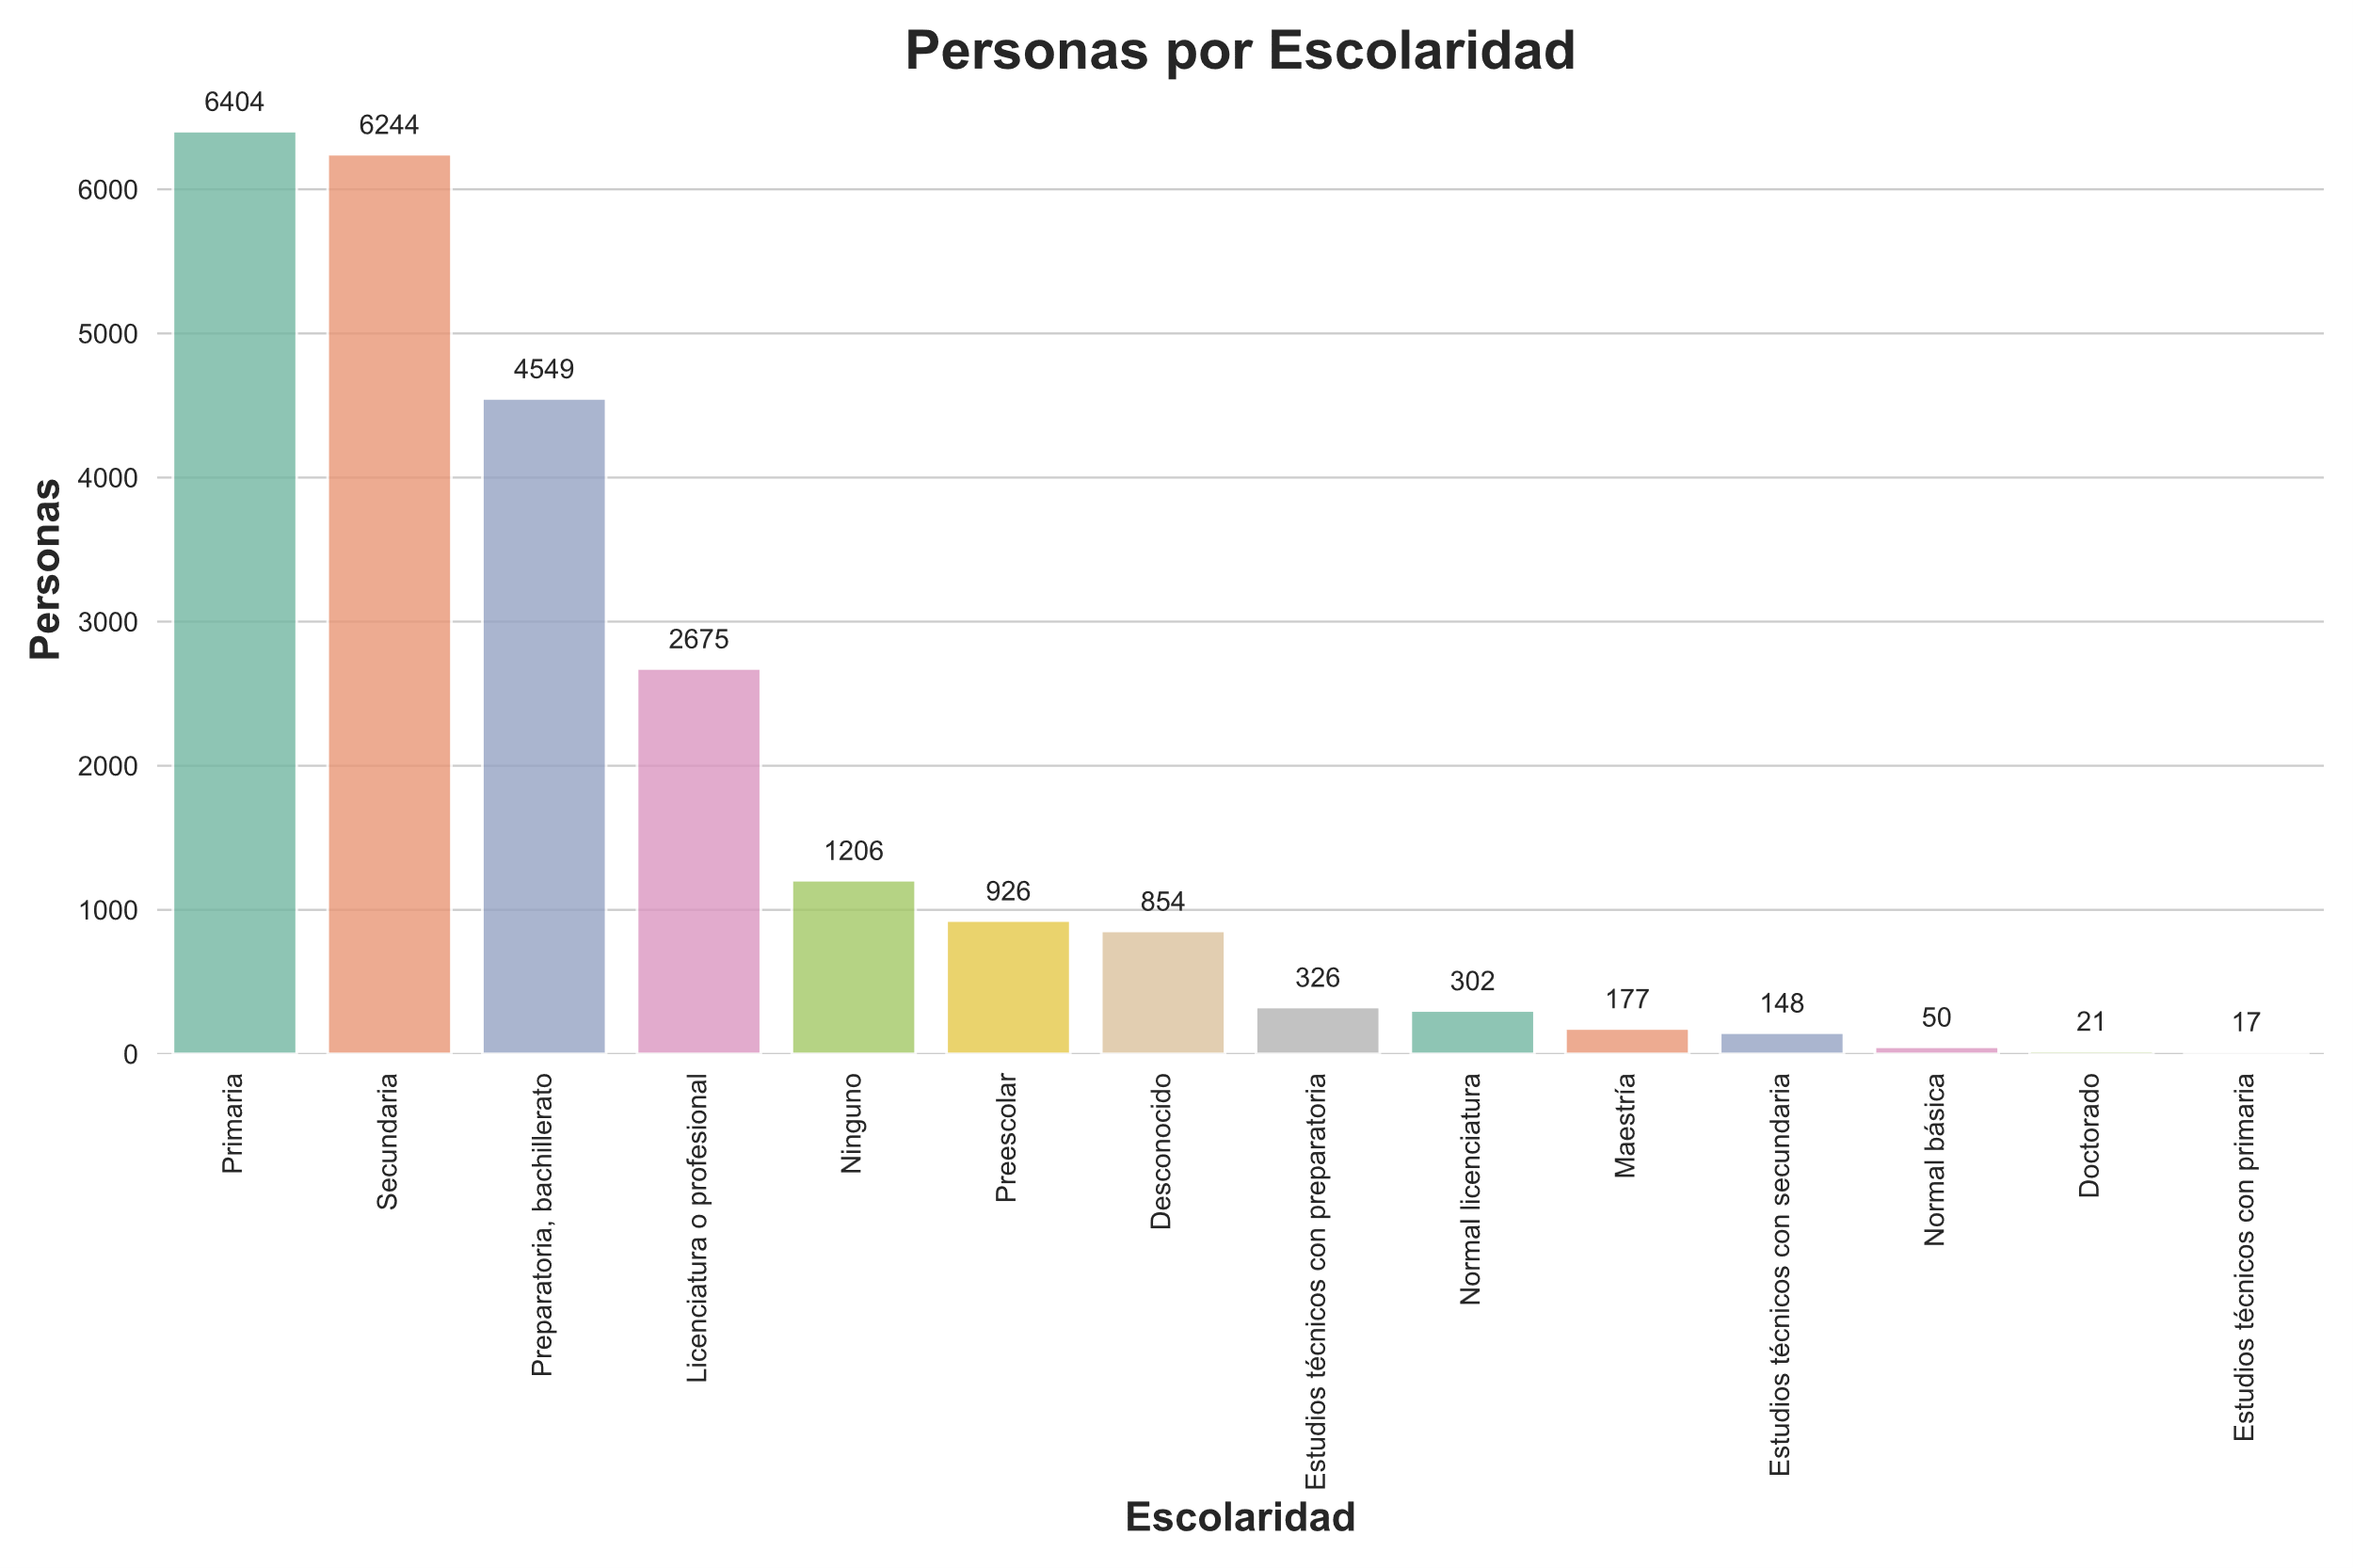 Personas por Escolaridad
6404
6244
4549
2675
1206
926
854
326
302
177
148
50
21
17
6000
5000
4000
3000
2000
1000
0
Personas
Primaria
Secundaria
Preparatoria, bachillerato
Licenciatura o profesional
Ninguno
Preescolar
Desconocido
Estudios técnicos con preparatoria
Normal licenciatura
Maestría
Estudios técnicos con secundaria
Normal básica
Doctorado
Estudios técnicos con primaria
Escolaridad